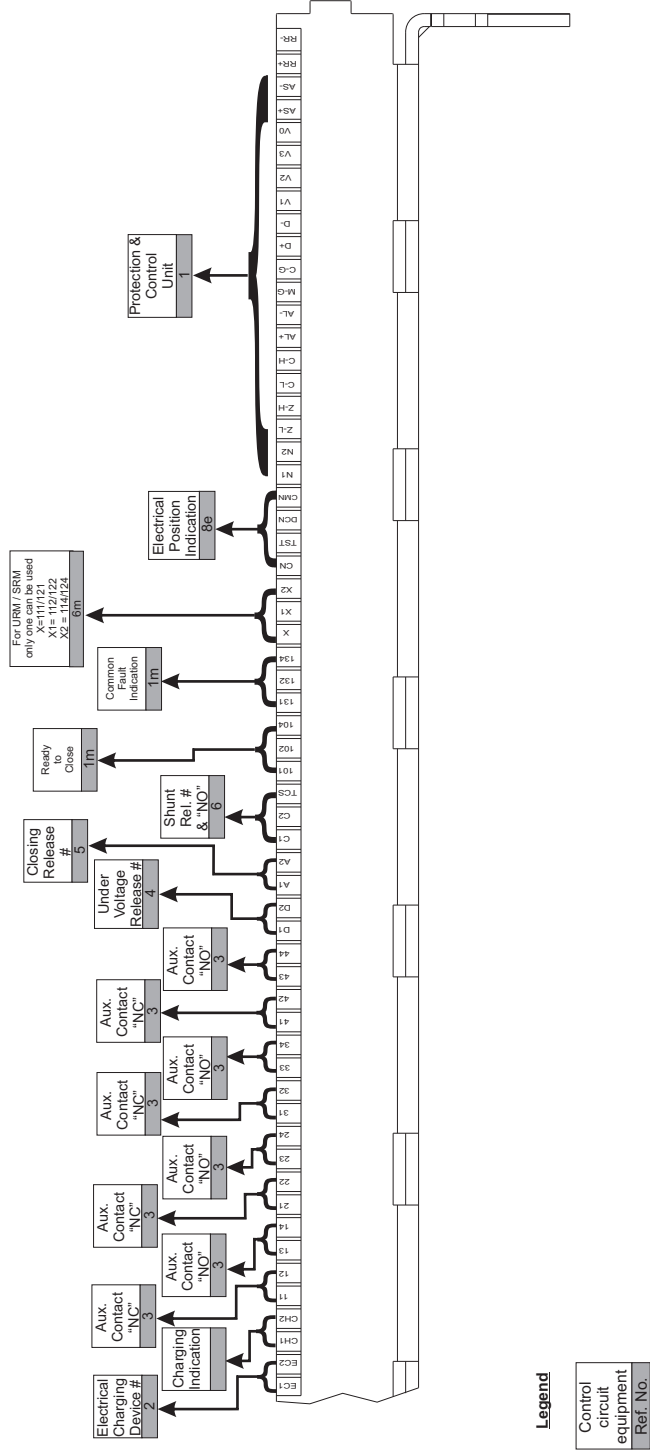 Electrical
Charging
Device #
2
Charging
Indication
Aux.
Contact
“NC”
3
Aux.
Contact
“NO”
3
Aux.
Contact
“NC”
3
Aux.
Contact
“NO”
3
Aux.
Contact
“NC”
3
Aux.
Contact
“NO”
3
Aux.
Contact
“NC”
3
Aux.
Contact
“NO”
3
Under
Voltage
Release #
4
Closing
Release
#
5
Shunt
Rel. #
& “NO”
6
Ready
to
Close
1m
Common
Fault
Indication
1m
For URM / SRM
only one can be used
X=111/121
X1= 112/122
X2 = 114/124
6m
Electrical
Position
Indication
8e
Protection &
Control
Unit
1
EC1
EC2
CH1
CH2
11
12
13
14
21
22
23
24
31
32
33
34
41
42
43
44
D1
D2
A1
A2
C1
C2
TCS
101
102
104
131
132
134
X
X1
X2
CN
TST
DCN
CMN
N1
N2
Z-L
Z-H
C-L
C-H
AL+
AL-
M-G
C-G
D+
D-
V1
V2
V3
V0
AS+
AS-
RR+
RR-
Legend
Control
circuit
equipment
Ref. No.